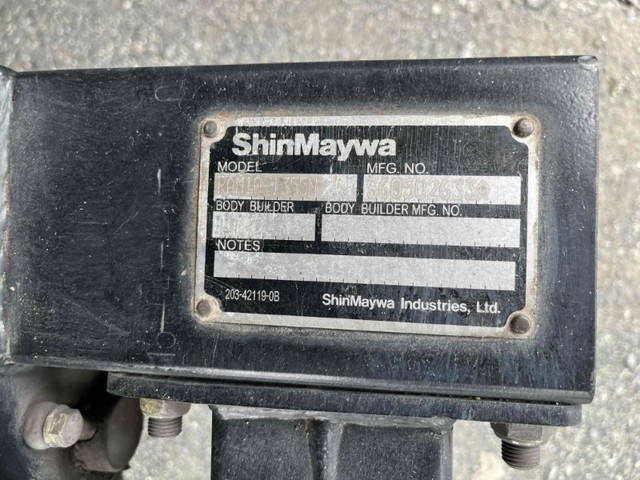 ShinMaywa
MODEL MFG. NO.
BODY BUILDER BODY BUILDER MFG. NO.
NOTES
203-42119-0B ShinMaywa Industries, Ltd.